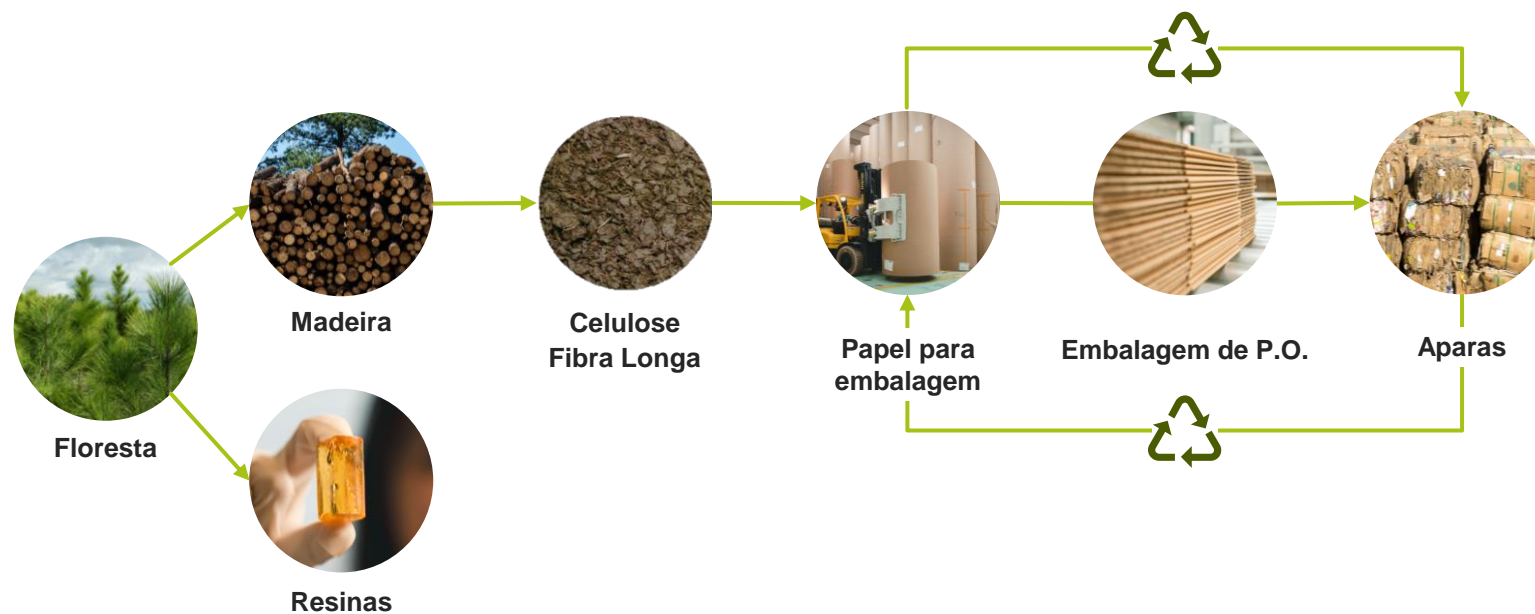 Madeira
Celulose
Fibra Longa
Papel para
embalagem
Embalagem de P.O.
Aparas
Floresta
Resinas